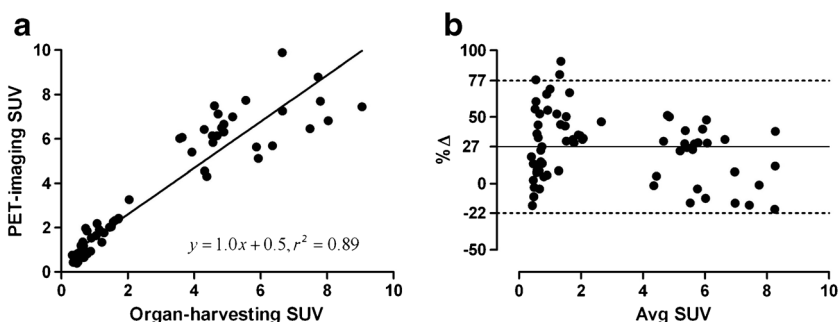 a
10
8
6
4
2
0
PET-imaging SUV
y = 1.0x + 0.5, r² = 0.89
0 2 4 6 8 10
Organ-harvesting SUV
b
100
77
50
27
0
-22
-50
% Δ
0 2 4 6 8 10
Avg SUV